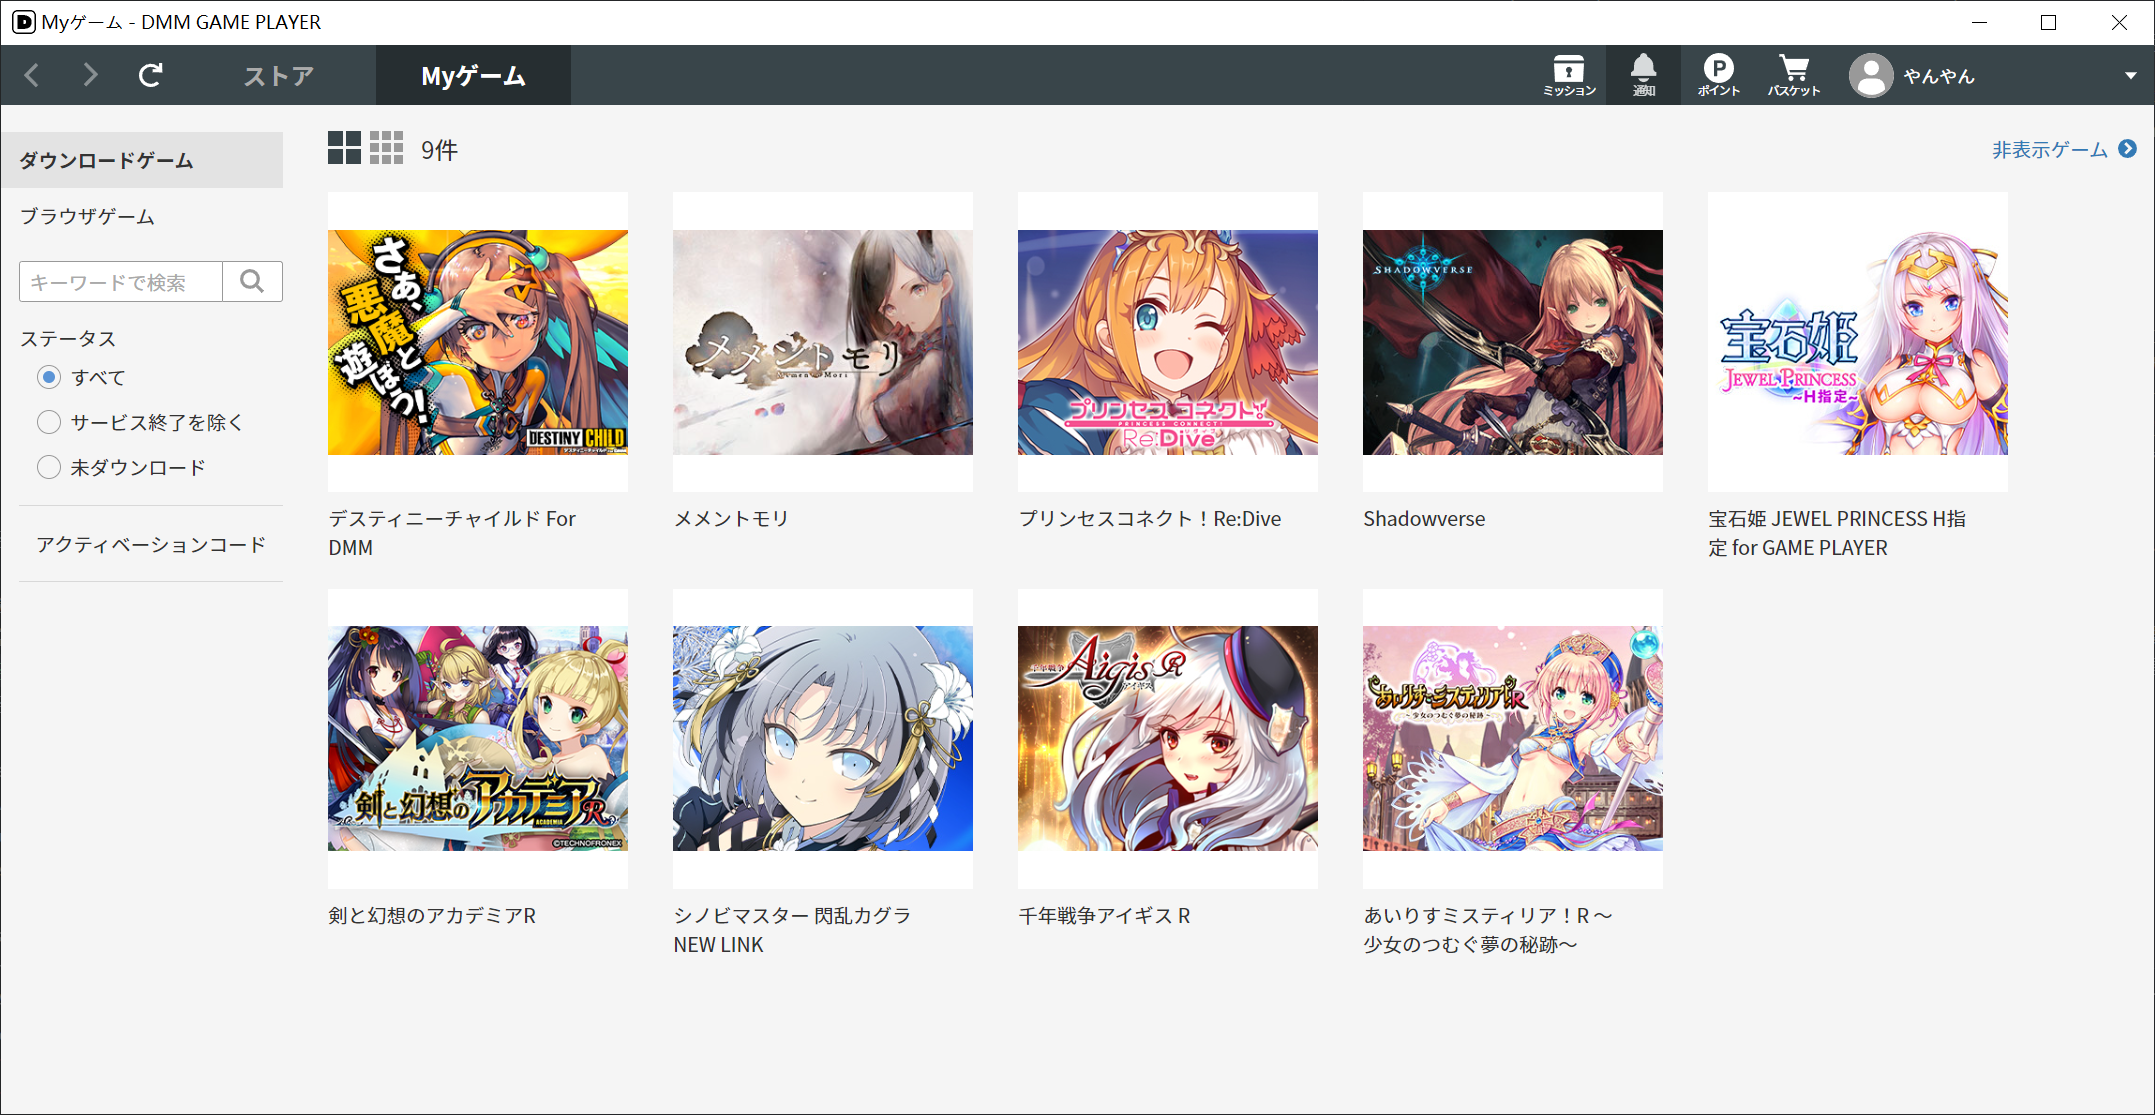 Myゲーム - DMM GAME PLAYER
ストア
Myゲーム
ミッション
通知
ポイント
バスケット
やんやん
ダウンロードゲーム
ブラウザゲーム
キーワードで検索
ステータス
すべて
サービス終了を除く
未ダウンロード
アクティベーションコード
9件
非表示ゲーム
さあ、
悪魔と
遊ぼう!
DESTINY CHILD
メメントモリ
Memento Mori
プリンセスコネクト!
PRINCESS CONNECT!
Re:Dive
SHADOWVERSE
宝石姫
JEWEL PRINCESS
~H指定~
デスティニーチャイルド For
DMM
メメントモリ
プリンセスコネクト！Re:Dive
Shadowverse
宝石姫 JEWEL PRINCESS H指
定 for GAME PLAYER
剣と幻想のアカデミアR
ACADEMIA
©TECHNOFRONEX
千年戦争
Aigis R
アイギス
あいりすミスティリア!R
～少女のつむぐ夢の秘跡～
剣と幻想のアカデミアR
シノビマスター 閃乱カグラ
NEW LINK
千年戦争アイギス R
あいりすミスティリア！R ～
少女のつむぐ夢の秘跡～